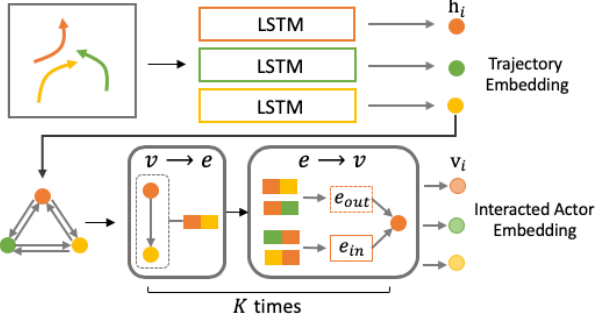 h_i
LSTM
LSTM
LSTM
Trajectory
Embedding
v → e
e → v
v_i
e_out
e_in
Interacted Actor
Embedding
K times